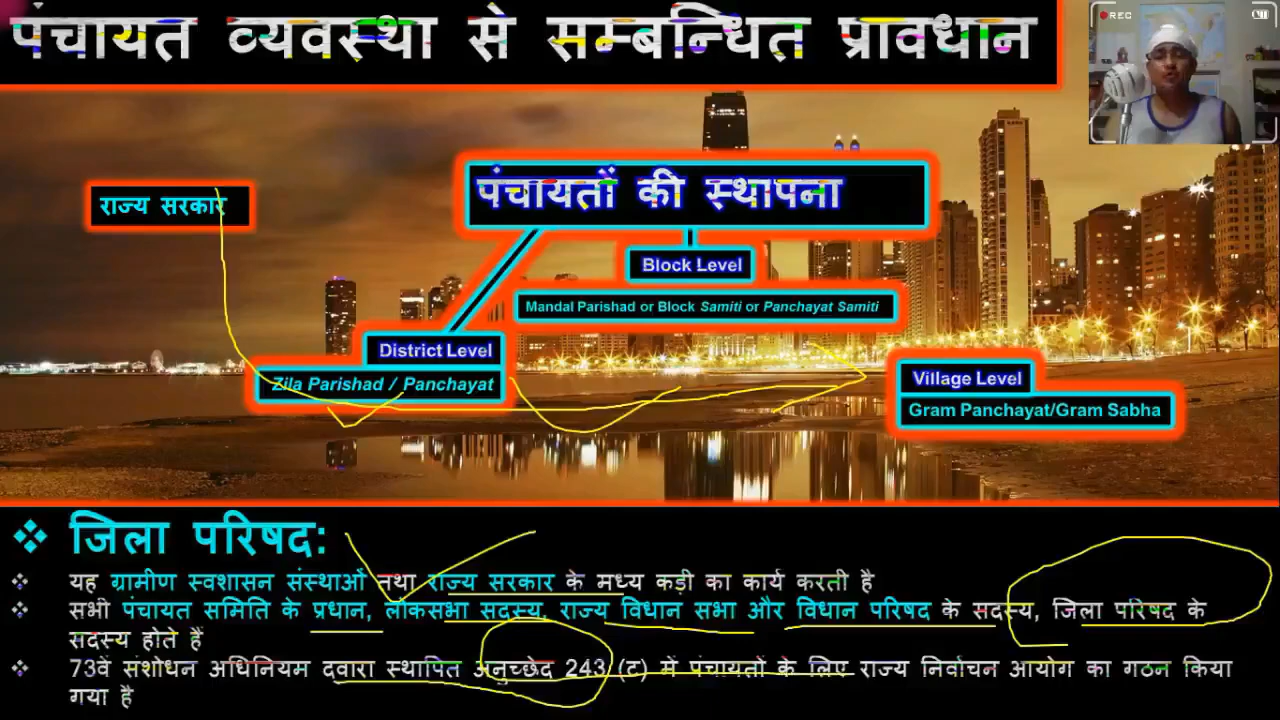 पंचायत व्यवस्था से सम्बन्धित प्रावधान
REC
राज्य सरकार
पंचायतों की स्थापना
Block Level
Mandal Parishad or Block Samiti or Panchayat Samiti
District Level
Zila Parishad / Panchayat
Village Level
Gram Panchayat/Gram Sabha
❖ जिला परिषद:
❖ यह ग्रामीण स्वशासन संस्थाओं तथा राज्य सरकार के मध्य कड़ी का कार्य करती है
❖ सभी पंचायत समिति के प्रधान, लोकसभा सदस्य, राज्य विधान सभा और विधान परिषद के सदस्य, जिला परिषद के
सदस्य होते हैं
❖ 73वें संशोधन अधिनियम द्वारा स्थापित अनुच्छेद 243 (ट) में पंचायतों के लिए राज्य निर्वाचन आयोग का गठन किया
गया है